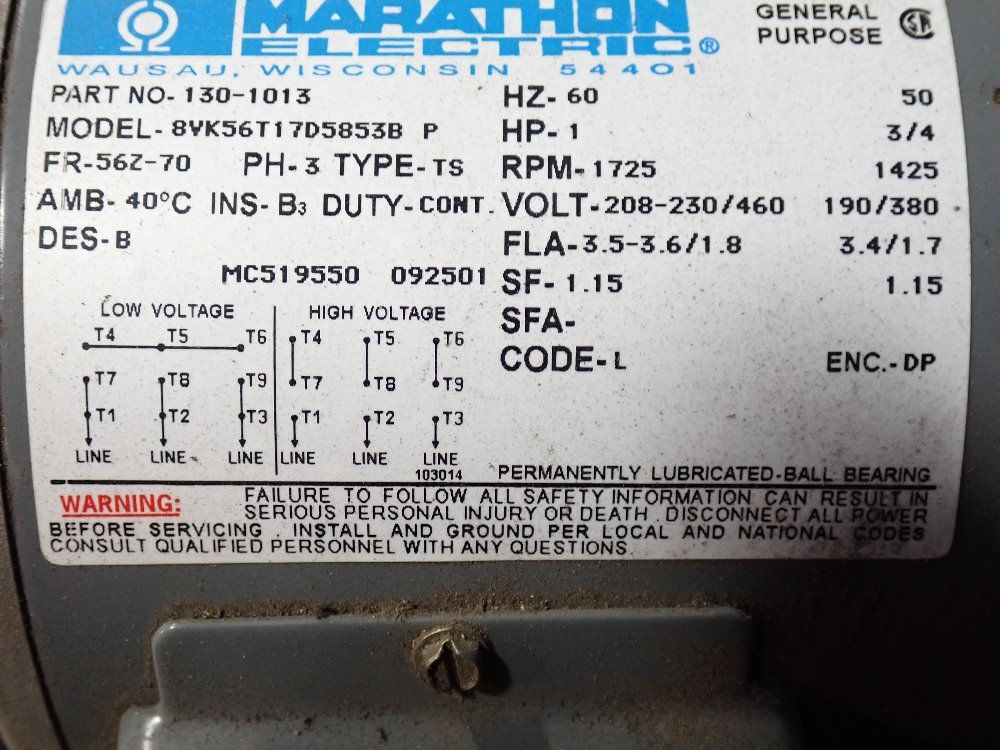 MARATHON
ELECTRIC®
WAUSAU, WISCONSIN 54401
GENERAL
PURPOSE
PART NO- 130-1013
MODEL- 8VK56T17D5853B P
FR-56Z-70 PH-3 TYPE-TS
AMB- 40°C INS-B3 DUTY-CONT.
DES-B
MC519550 092501
HZ-60 50
HP-1 3/4
RPM-1725 1425
VOLT-208-230/460 190/380
FLA-3.5-3.6/1.8 3.4/1.7
SF-1.15 1.15
SFA-
CODE-L ENC.-DP
LOW VOLTAGE HIGH VOLTAGE
T4 T5 T6 T4 T5 T6
T7 T8 T9 T7 T8 T9
T1 T2 T3 T1 T2 T3
LINE LINE LINE LINE LINE LINE
103014
PERMANENTLY LUBRICATED-BALL BEARING
WARNING: FAILURE TO FOLLOW ALL SAFETY INFORMATION CAN RESULT IN
SERIOUS PERSONAL INJURY OR DEATH. DISCONNECT ALL POWER
BEFORE SERVICING. INSTALL AND GROUND PER LOCAL AND NATIONAL CODES
CONSULT QUALIFIED PERSONNEL WITH ANY QUESTIONS.